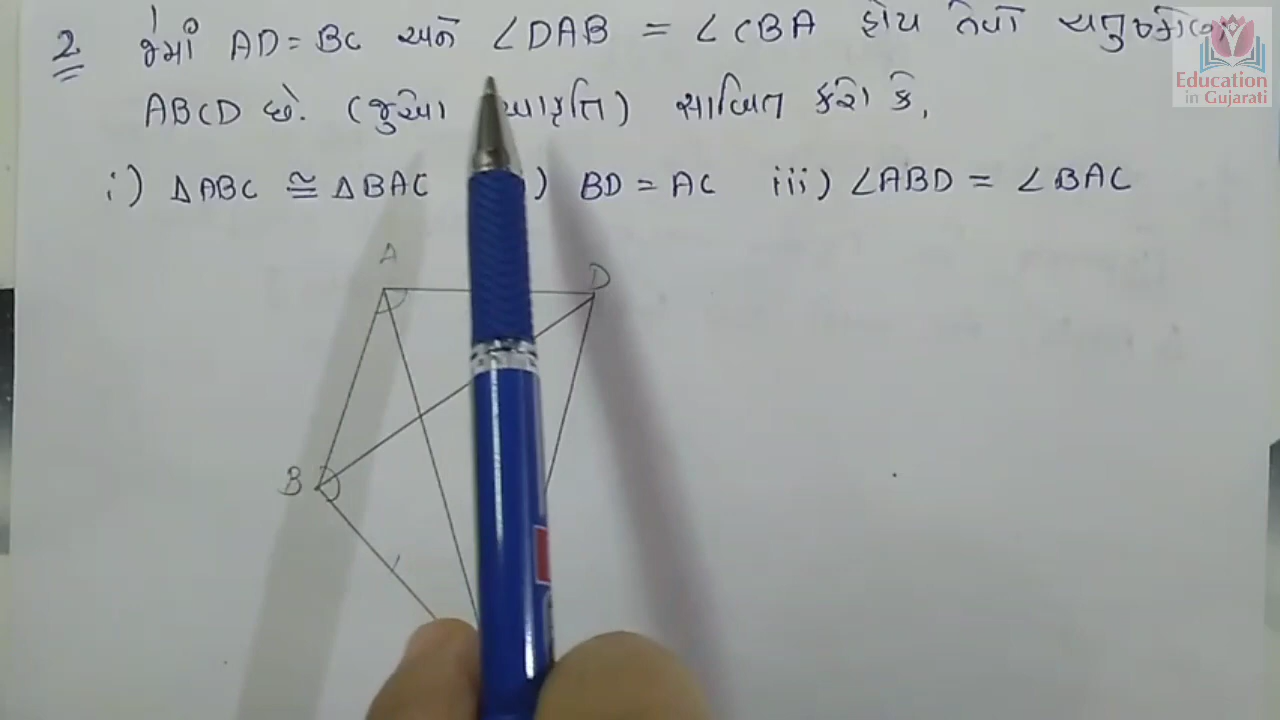 2 જેમાં AD = BC અને ∠DAB = ∠CBA હોય તેવો ચતુષ્કોણ
ABCD છે. (જુઓ આકૃતિ) સાબિત કરો કે,
i) ΔABC ≅ ΔBAC ) BD = AC iii) ∠ABD = ∠BAC
A
D
B
Education
in Gujarati